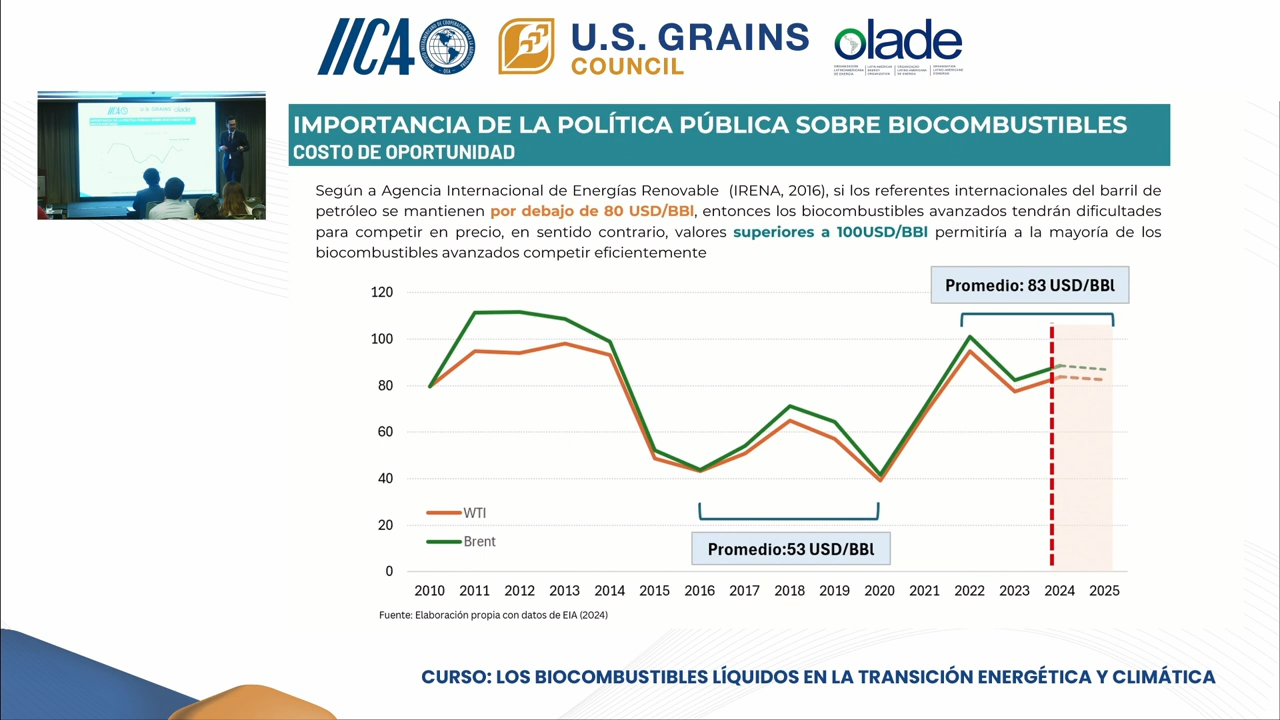 IICA
U.S. GRAINS
COUNCIL
olade
IMPORTANCIA DE LA POLÍTICA PÚBLICA SOBRE BIOCOMBUSTIBLES
COSTO DE OPORTUNIDAD
Según a Agencia Internacional de Energías Renovable (IRENA, 2016), si los referentes internacionales del barril de
petróleo se mantienen por debajo de 80 USD/BBl, entonces los biocombustibles avanzados tendrán dificultades
para competir en precio, en sentido contrario, valores superiores a 100USD/BBl permitiría a la mayoría de los
biocombustibles avanzados competir eficientemente
Promedio: 83 USD/BBl
120
100
80
60
40
20
0
WTI
Brent
Promedio:53 USD/BBl
2010 2011 2012 2013 2014 2015 2016 2017 2018 2019 2020 2021 2022 2023 2024 2025
Fuente: Elaboración propia con datos de EIA (2024)
CURSO: LOS BIOCOMBUSTIBLES LÍQUIDOS EN LA TRANSICIÓN ENERGÉTICA Y CLIMÁTICA